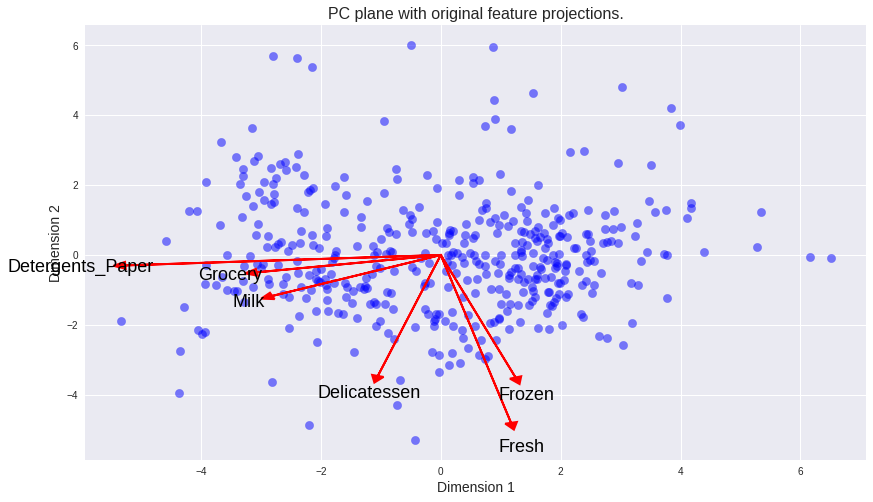 PC plane with original feature projections.
6
4
2
0
−2
−4
Dimension 2
Detergents_Paper
Grocery
Milk
Delicatessen
Frozen
Fresh
−4
−2
0
2
4
6
Dimension 1